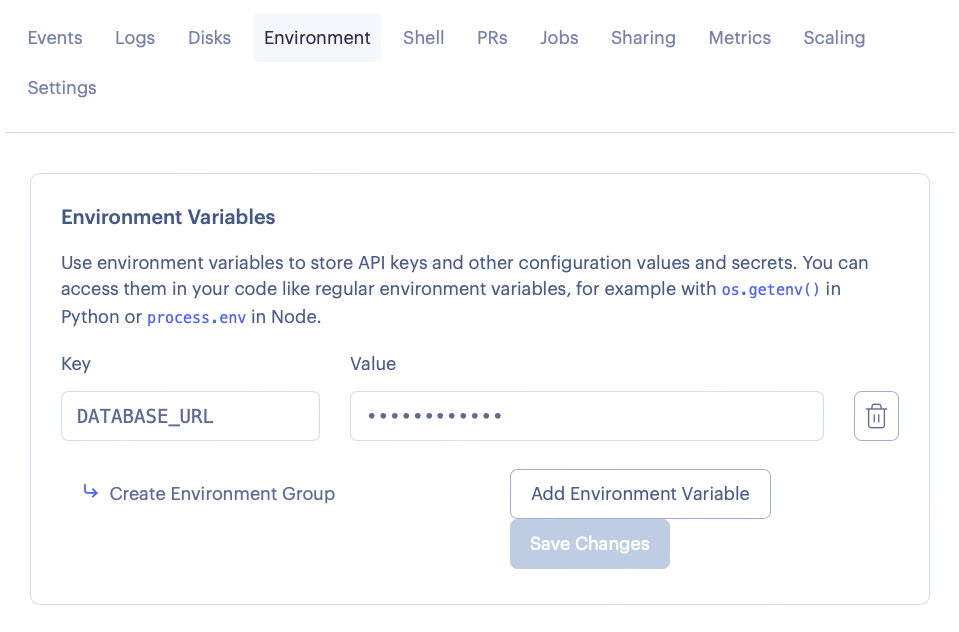 Events Logs Disks Environment Shell PRs Jobs Sharing Metrics Scaling
Settings
Environment Variables
Use environment variables to store API keys and other configuration values and secrets. You can
access them in your code like regular environment variables, for example with os.getenv() in
Python or process.env in Node.
Key Value
DATABASE_URL ••••••••••••
Create Environment Group Add Environment Variable
Save Changes